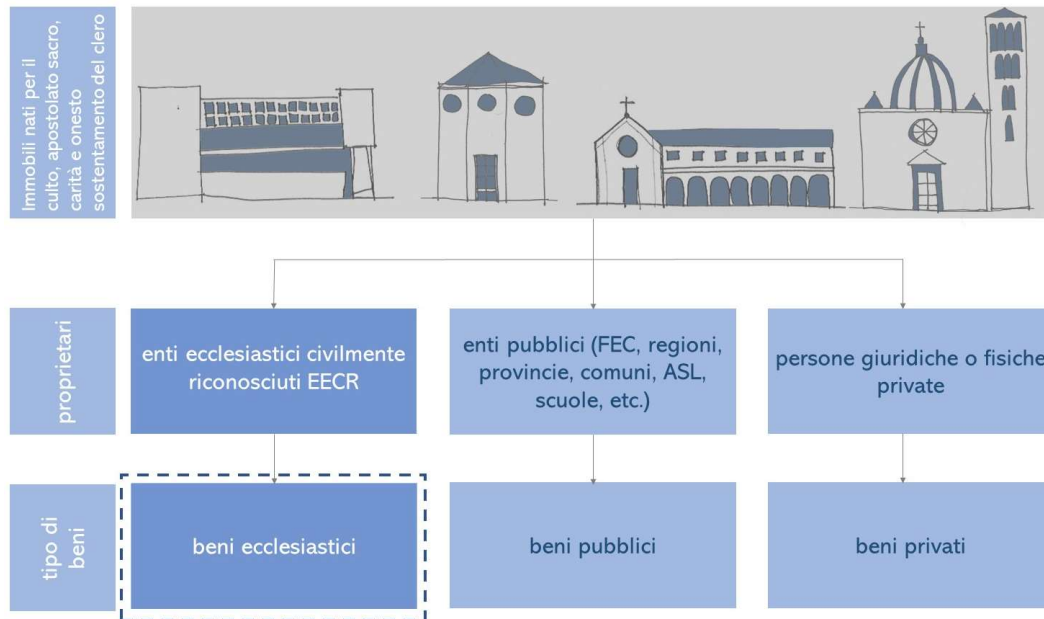 Immobili nati per il
culto, apostolato sacro,
carità e onesto
sostentamento del clero
proprietari
enti ecclesiastici civilmente
riconosciuti EECR
enti pubblici (FEC, regioni,
provincie, comuni, ASL,
scuole, etc.)
persone giuridiche o fisiche
private
tipo di
beni
beni ecclesiastici
beni pubblici
beni privati